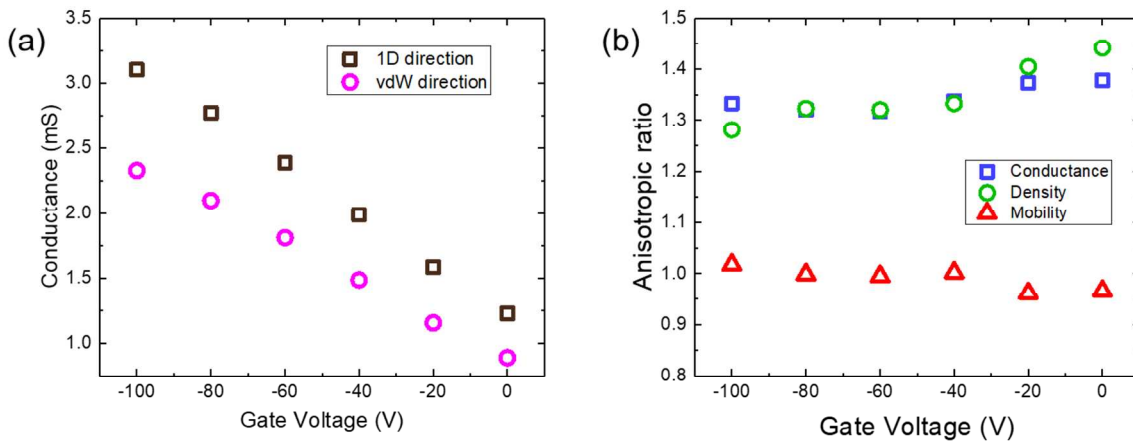 (a)
3.5
3.0
2.5
2.0
1.5
1.0
Conductance (mS)
1D direction
vdW direction
-100 -80 -60 -40 -20 0
Gate Voltage (V)
(b)
1.5
1.4
1.3
1.2
1.1
1.0
0.9
0.8
Anisotropic ratio
Conductance
Density
Mobility
-100 -80 -60 -40 -20 0
Gate Voltage (V)